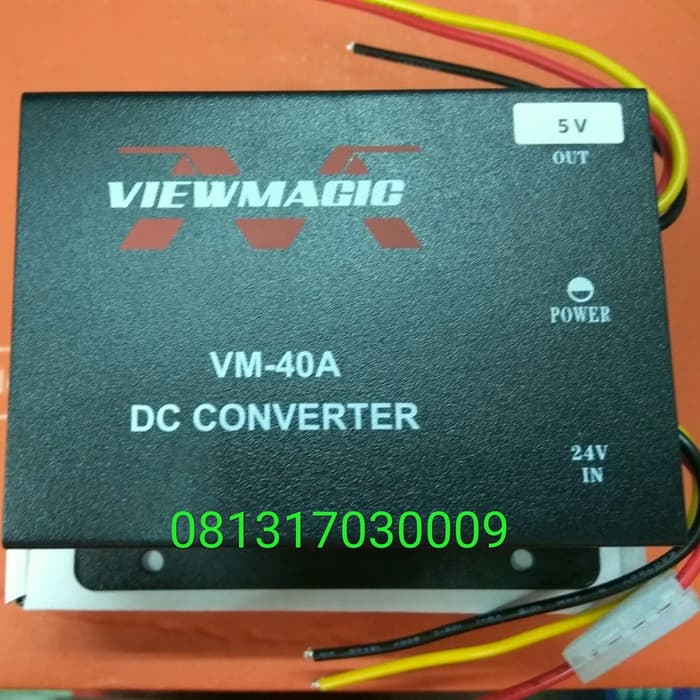 5 V
OUT
VIEWMAGIC
POWER
VM-40A
DC CONVERTER
24V
IN
081317030009